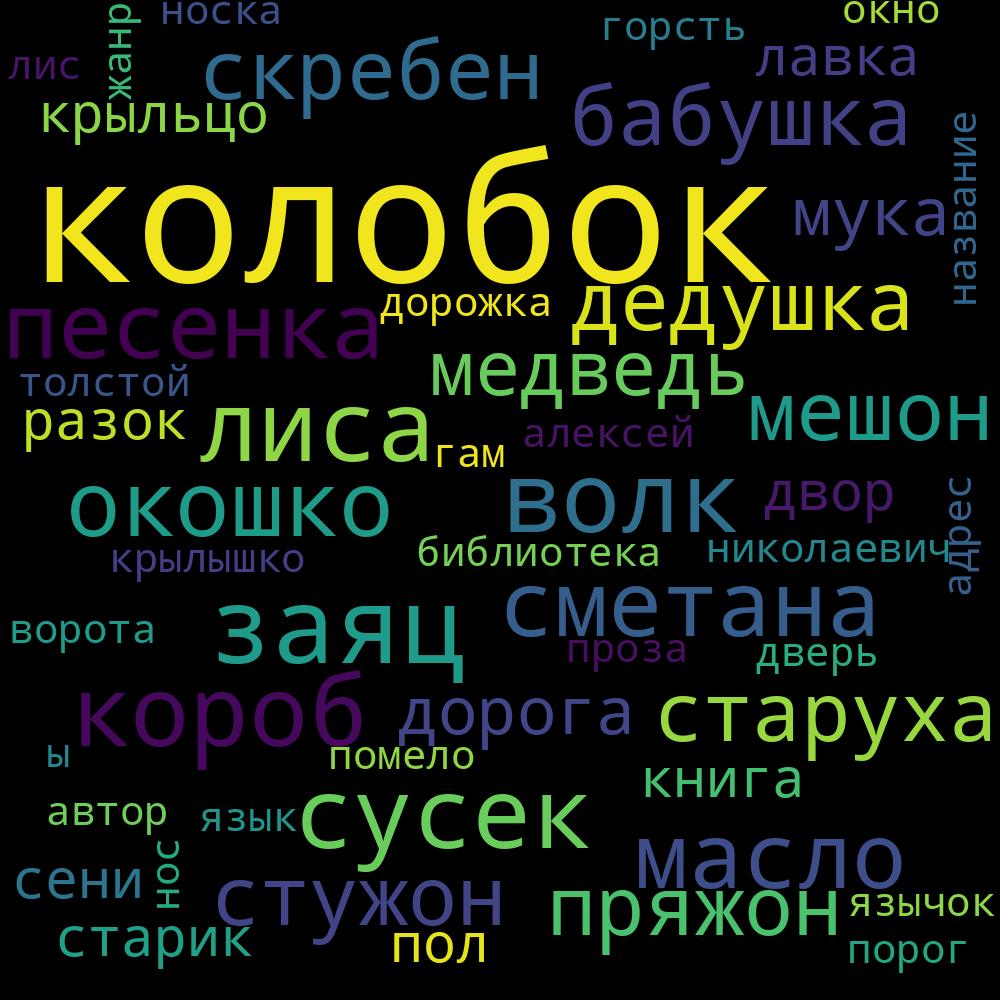 носка
окно
горсть
жанр
лис
скребен
лавка
крыльцо
бабушка
название
колобок
мука
песенка
дорожка
дедушка
толстой
медведь
разок
лиса
мешон
гам
алексей
окошко
волк
двор
адрес
крылышко
библиотека
николаевич
заяц
сметана
ворота
проза
дверь
короб
дорога
старуха
ы
помело
книга
автор
язык
сусек
нос
масло
сени
стужон
пряжон
язычок
старик
пол
порог